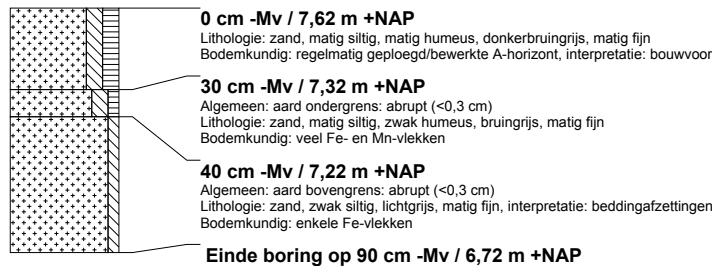 0 cm -Mv / 7,62 m +NAP
Lithologie: zand, matig siltig, matig humeus, donkerbruingrijs, matig fijn
Bodemkundig: regelmatig geploegd/bewerkte A-horizont, interpretatie: bouwvoor
30 cm -Mv / 7,32 m +NAP
Algemeen: aard ondergrens: abrupt (<0,3 cm)
Lithologie: zand, matig siltig, zwak humeus, bruingrijs, matig fijn
Bodemkundig: veel Fe- en Mn-vlekken
40 cm -Mv / 7,22 m +NAP
Algemeen: aard bovengrens: abrupt (<0,3 cm)
Lithologie: zand, zwak siltig, lichtgrijs, matig fijn, interpretatie: beddingafzettingen
Bodemkundig: enkele Fe-vlekken
Einde boring op 90 cm -Mv / 6,72 m +NAP